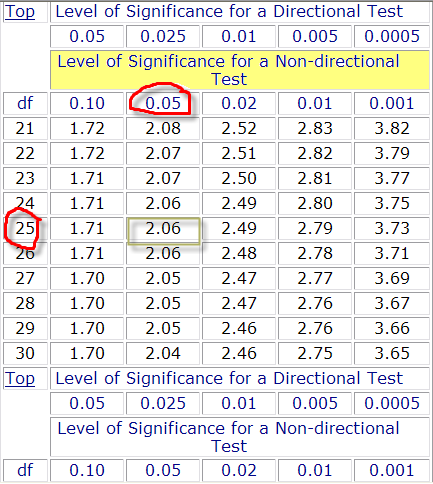 Top Level of Significance for a Directional Test
0.05 0.025 0.01 0.005 0.0005
Level of Significance for a Non-directional
Test
df 0.10 0.05 0.02 0.01 0.001
21 1.72 2.08 2.52 2.83 3.82
22 1.72 2.07 2.51 2.82 3.79
23 1.71 2.07 2.50 2.81 3.77
24 1.71 2.06 2.49 2.80 3.75
25 1.71 2.06 2.49 2.79 3.73
26 1.71 2.06 2.48 2.78 3.71
27 1.70 2.05 2.47 2.77 3.69
28 1.70 2.05 2.47 2.76 3.67
29 1.70 2.05 2.46 2.76 3.66
30 1.70 2.04 2.46 2.75 3.65
Top Level of Significance for a Directional Test
0.05 0.025 0.01 0.005 0.0005
Level of Significance for a Non-directional
Test
df 0.10 0.05 0.02 0.01 0.001